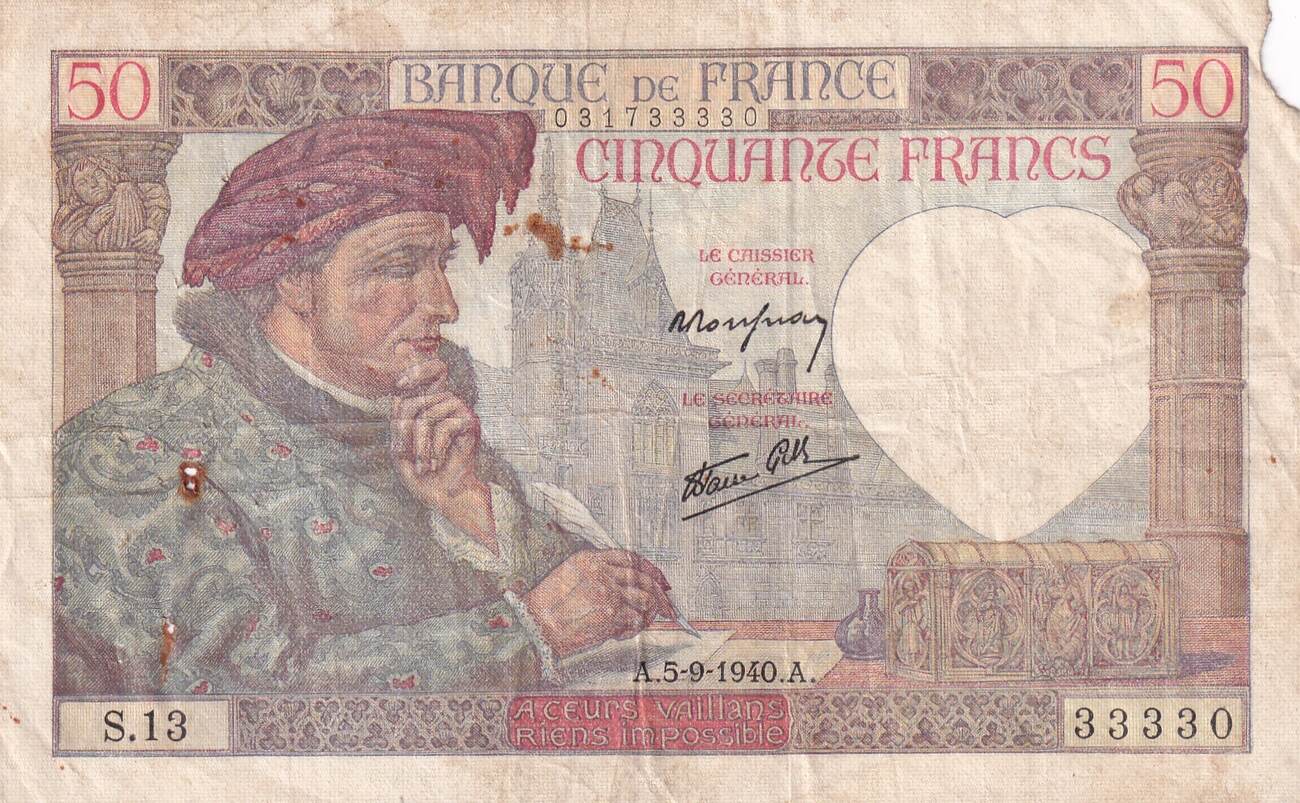 50 BANQUE DE FRANCE 50
031733330
CINQUANTE FRANCS
LE CAISSIER
GÉNÉRAL.
LE SECRÉTAIRE
GÉNÉRAL.
A.5-9-1940.A.
S.13
A CEURS VAILLANS
RIENS IMPOSSIBLE
33330